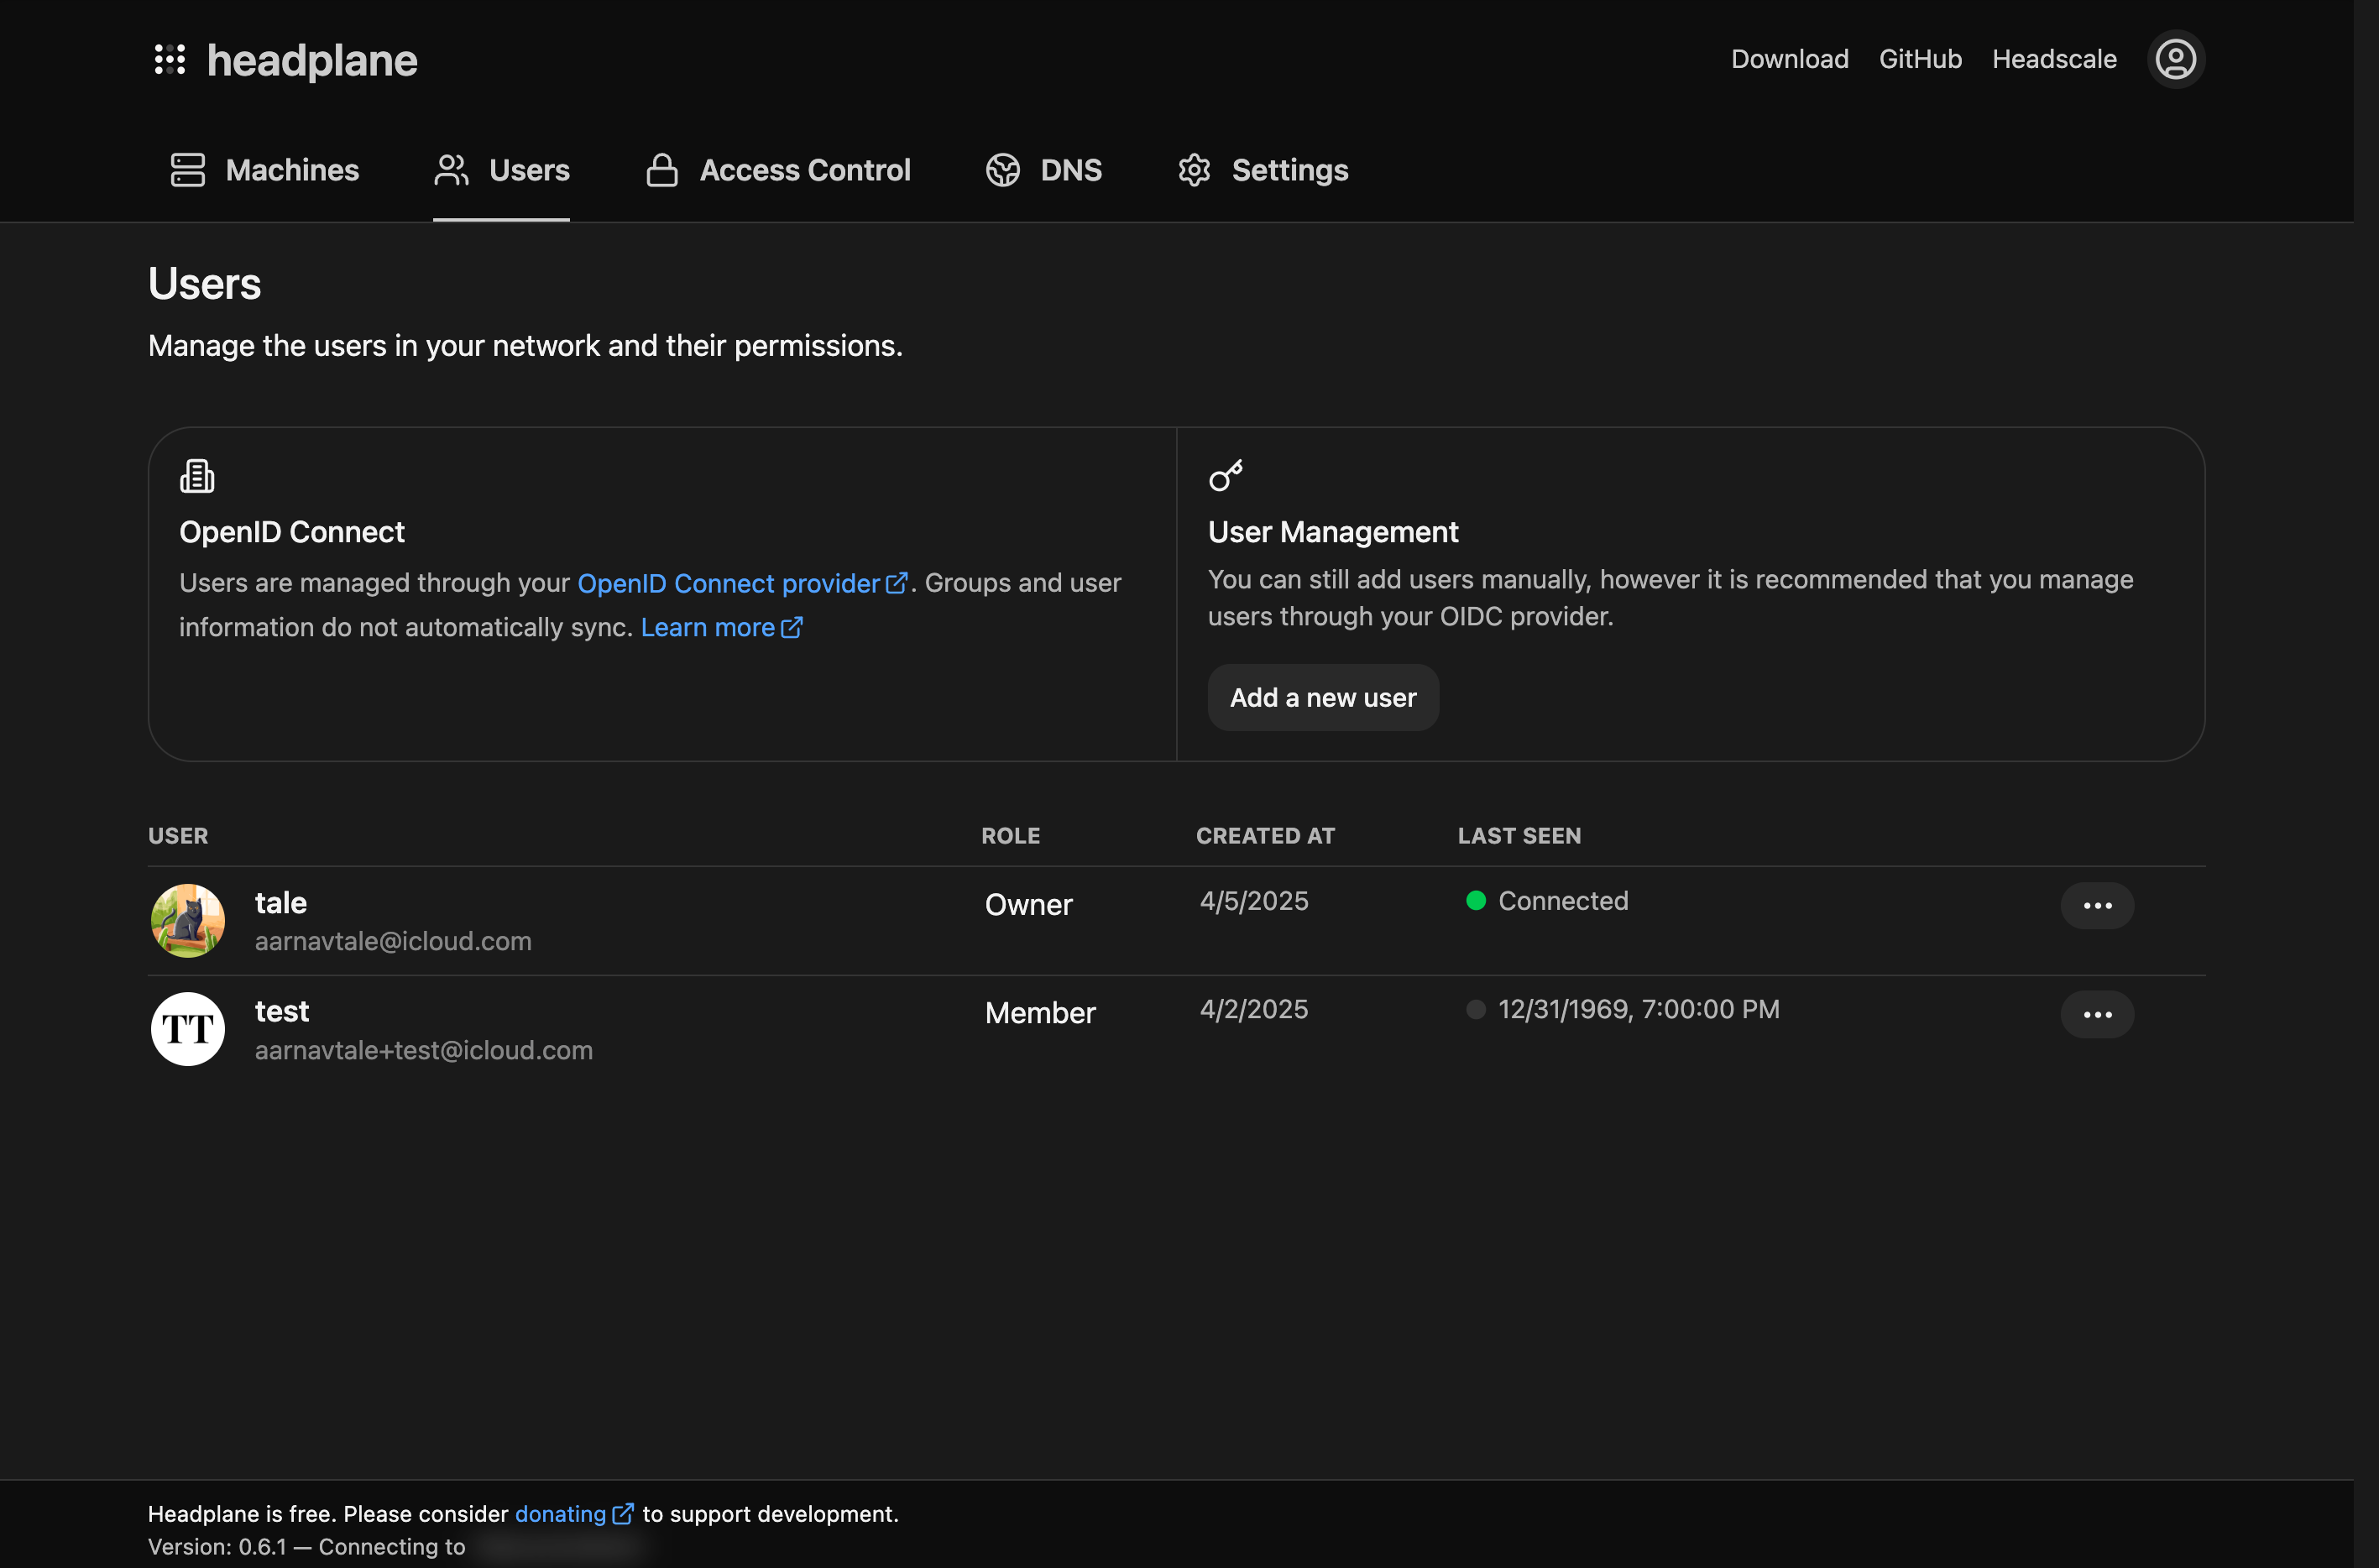 headplane
Download GitHub Headscale
Machines Users Access Control DNS Settings
Users
Manage the users in your network and their permissions.
OpenID Connect
Users are managed through your OpenID Connect provider. Groups and user
information do not automatically sync. Learn more
User Management
You can still add users manually, however it is recommended that you manage
users through your OIDC provider.
Add a new user
USER ROLE CREATED AT LAST SEEN
tale Owner 4/5/2025 Connected
aarnavtale@icloud.com
TT test Member 4/2/2025 12/31/1969, 7:00:00 PM
aarnavtale+test@icloud.com
Headplane is free. Please consider donating to support development.
Version: 0.6.1 — Connecting to